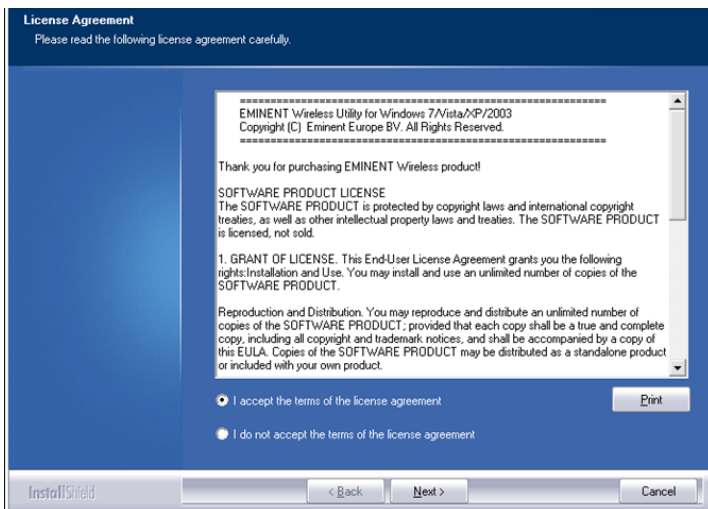 License Agreement
Please read the following license agreement carefully.
============================================================
EMINENT Wireless Utility for Windows 7/Vista/XP/2003
Copyright (C) Eminent Europe BV. All Rights Reserved.
============================================================
Thank you for purchasing EMINENT Wireless product!
SOFTWARE PRODUCT LICENSE
The SOFTWARE PRODUCT is protected by copyright laws and international copyright
treaties, as well as other intellectual property laws and treaties. The SOFTWARE PRODUCT
is licensed, not sold.
1. GRANT OF LICENSE. This End-User License Agreement grants you the following
rights:Installation and Use. You may install and use an unlimited number of copies of the
SOFTWARE PRODUCT.
Reproduction and Distribution. You may reproduce and distribute an unlimited number of
copies of the SOFTWARE PRODUCT; provided that each copy shall be a true and complete
copy, including all copyright and trademark notices, and shall be accompanied by a copy of
this EULA. Copies of the SOFTWARE PRODUCT may be distributed as a standalone product
or included with your own product.
I accept the terms of the license agreement
Print
I do not accept the terms of the license agreement
InstallShield
< Back
Next >
Cancel